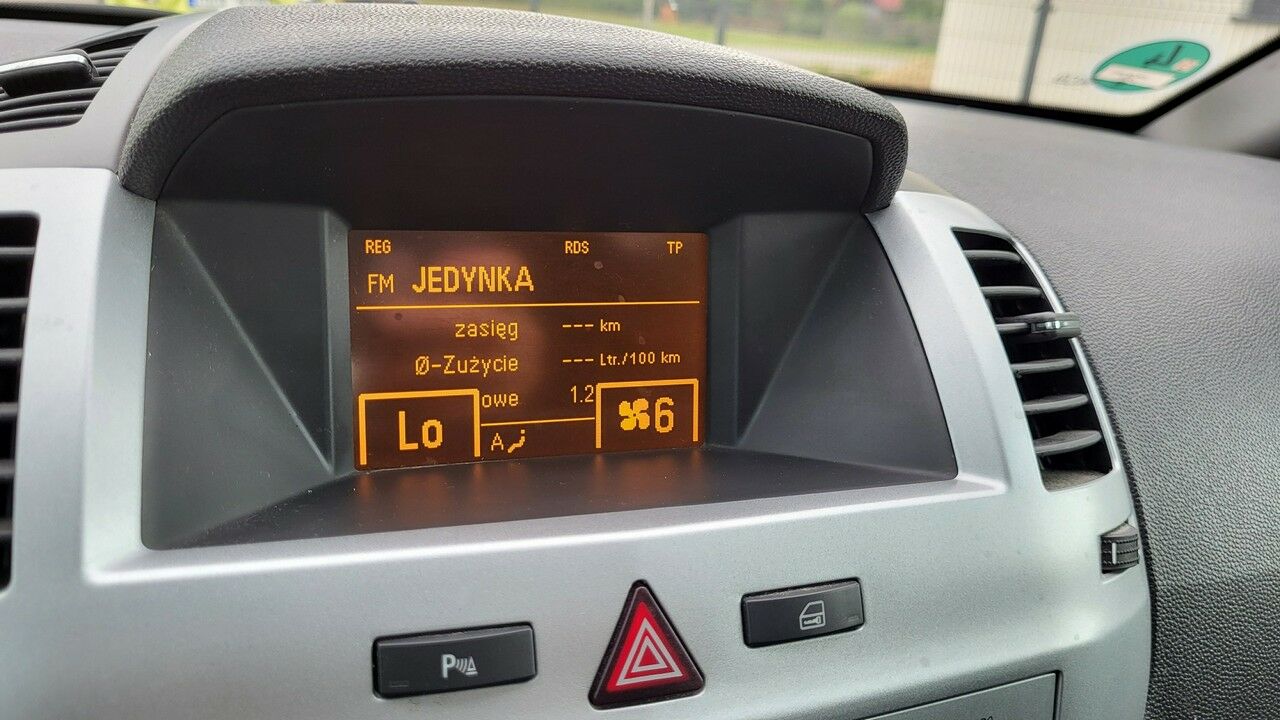 REG RDS TP
FM JEDYNKA
zasięg --- km
Ø-Zużycie --- Ltr./100 km
owe 1.2
Lo A 6
P